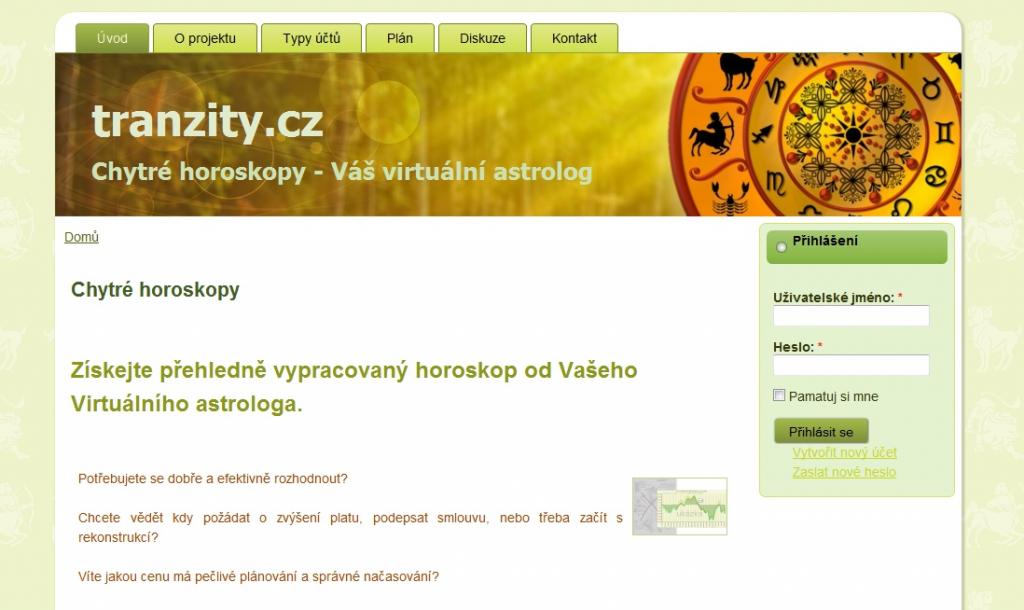 Úvod
O projektu
Typy účtů
Plán
Diskuze
Kontakt
tranzity.cz
Chytré horoskopy - Váš virtuální astrolog
Domů
Chytré horoskopy
Získejte přehledně vypracovaný horoskop od Vašeho
Virtuálního astrologa.
Potřebujete se dobře a efektivně rozhodnout?
Chcete vědět kdy požádat o zvýšení platu, podepsat smlouvu, nebo třeba začít s
rekonstrukcí?
Víte jakou cenu má pečlivé plánování a správné načasování?
Přihlášení
Uživatelské jméno: *
Heslo: *
Pamatuj si mne
Přihlásit se
Vytvořit nový účet
Zaslat nové heslo